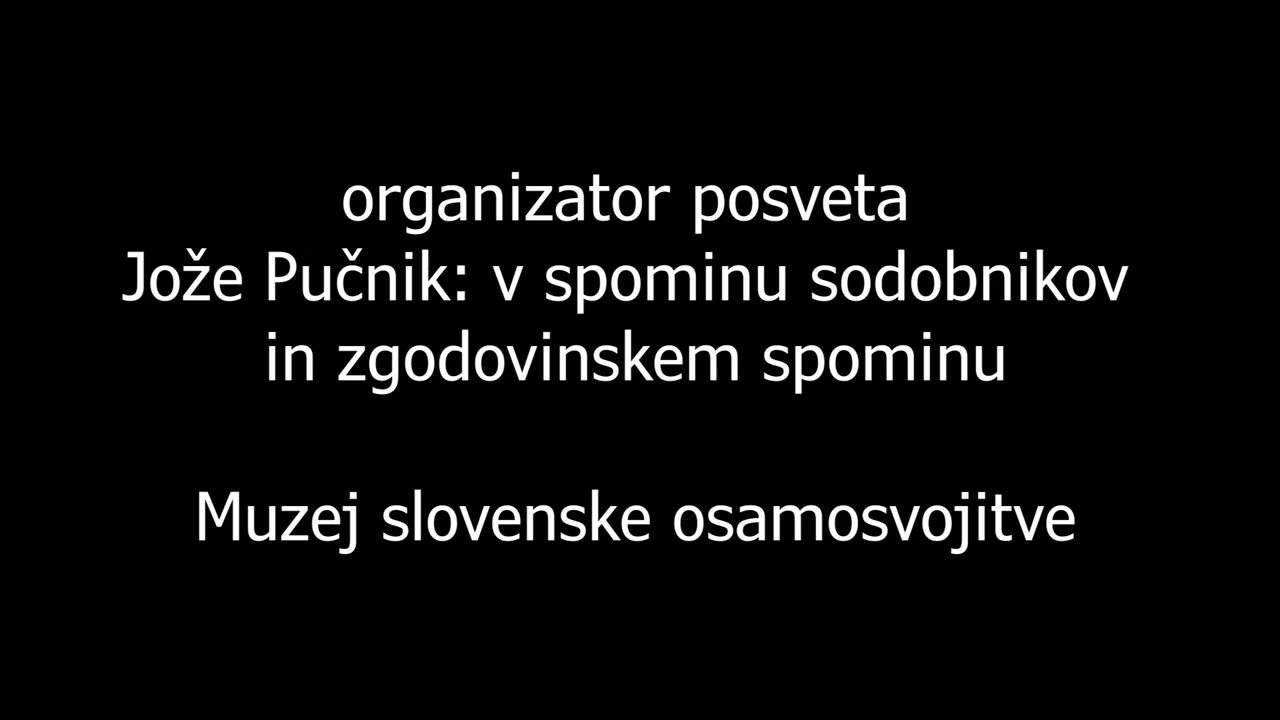 organizator posveta
Jože Pučnik: v spominu sodobnikov
in zgodovinskem spominu
Muzej slovenske osamosvojitve